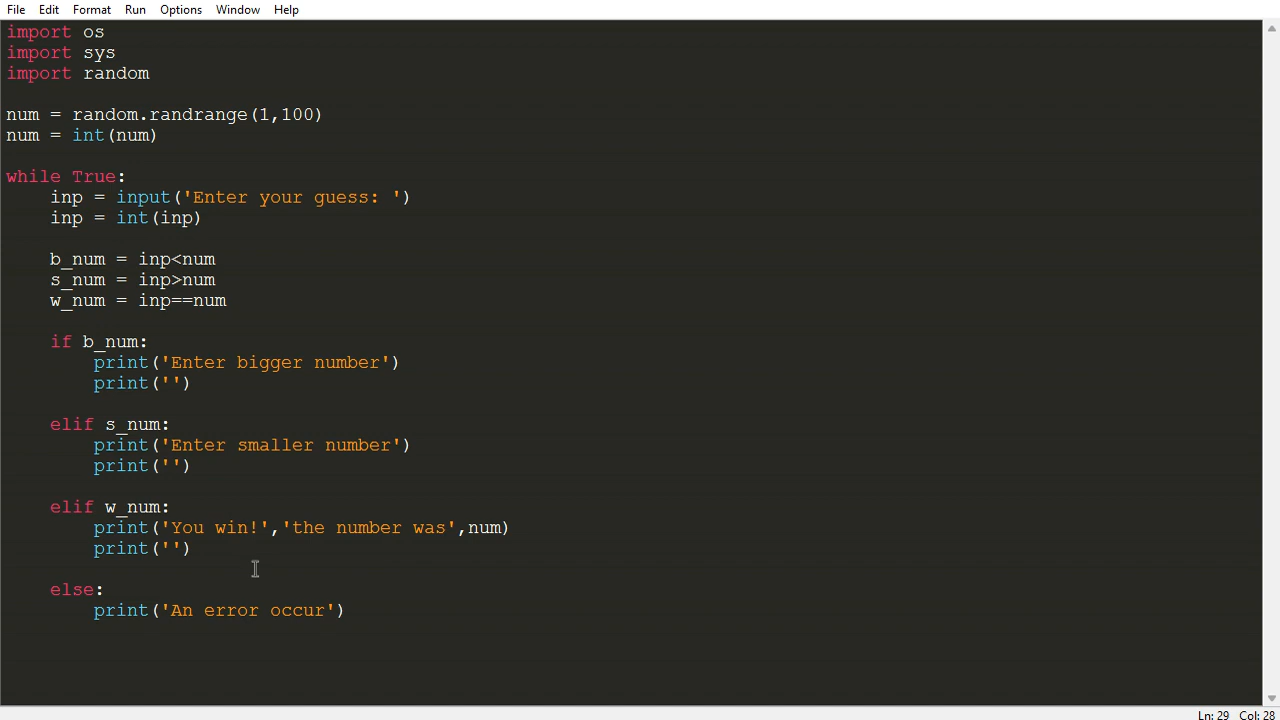 File Edit Format Run Options Window Help
import os
import sys
import random
num = random.randrange(1,100)
num = int(num)
while True:
    inp = input('Enter your guess: ')
    inp = int(inp)
    b_num = inp<num
    s_num = inp>num
    w_num = inp==num
    if b_num:
        print('Enter bigger number')
        print('')
    elif s_num:
        print('Enter smaller number')
        print('')
    elif w_num:
        print('You win!','the number was',num)
        print('')
    else:
        print('An error occur')
Ln: 29 Col: 28